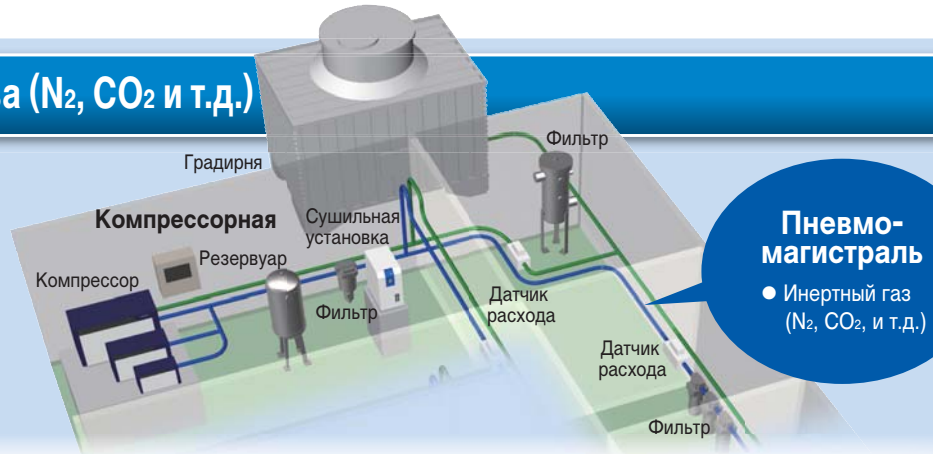 (N₂, CO₂ и т.д.)
Градирня
Фильтр
Компрессорная
Сушильная
установка
Резервуар
Компрессор
Фильтр
Датчик
расхода
Датчик
расхода
Фильтр
Пневмо-
магистраль
● Инертный газ
(N₂, CO₂, и т.д.)